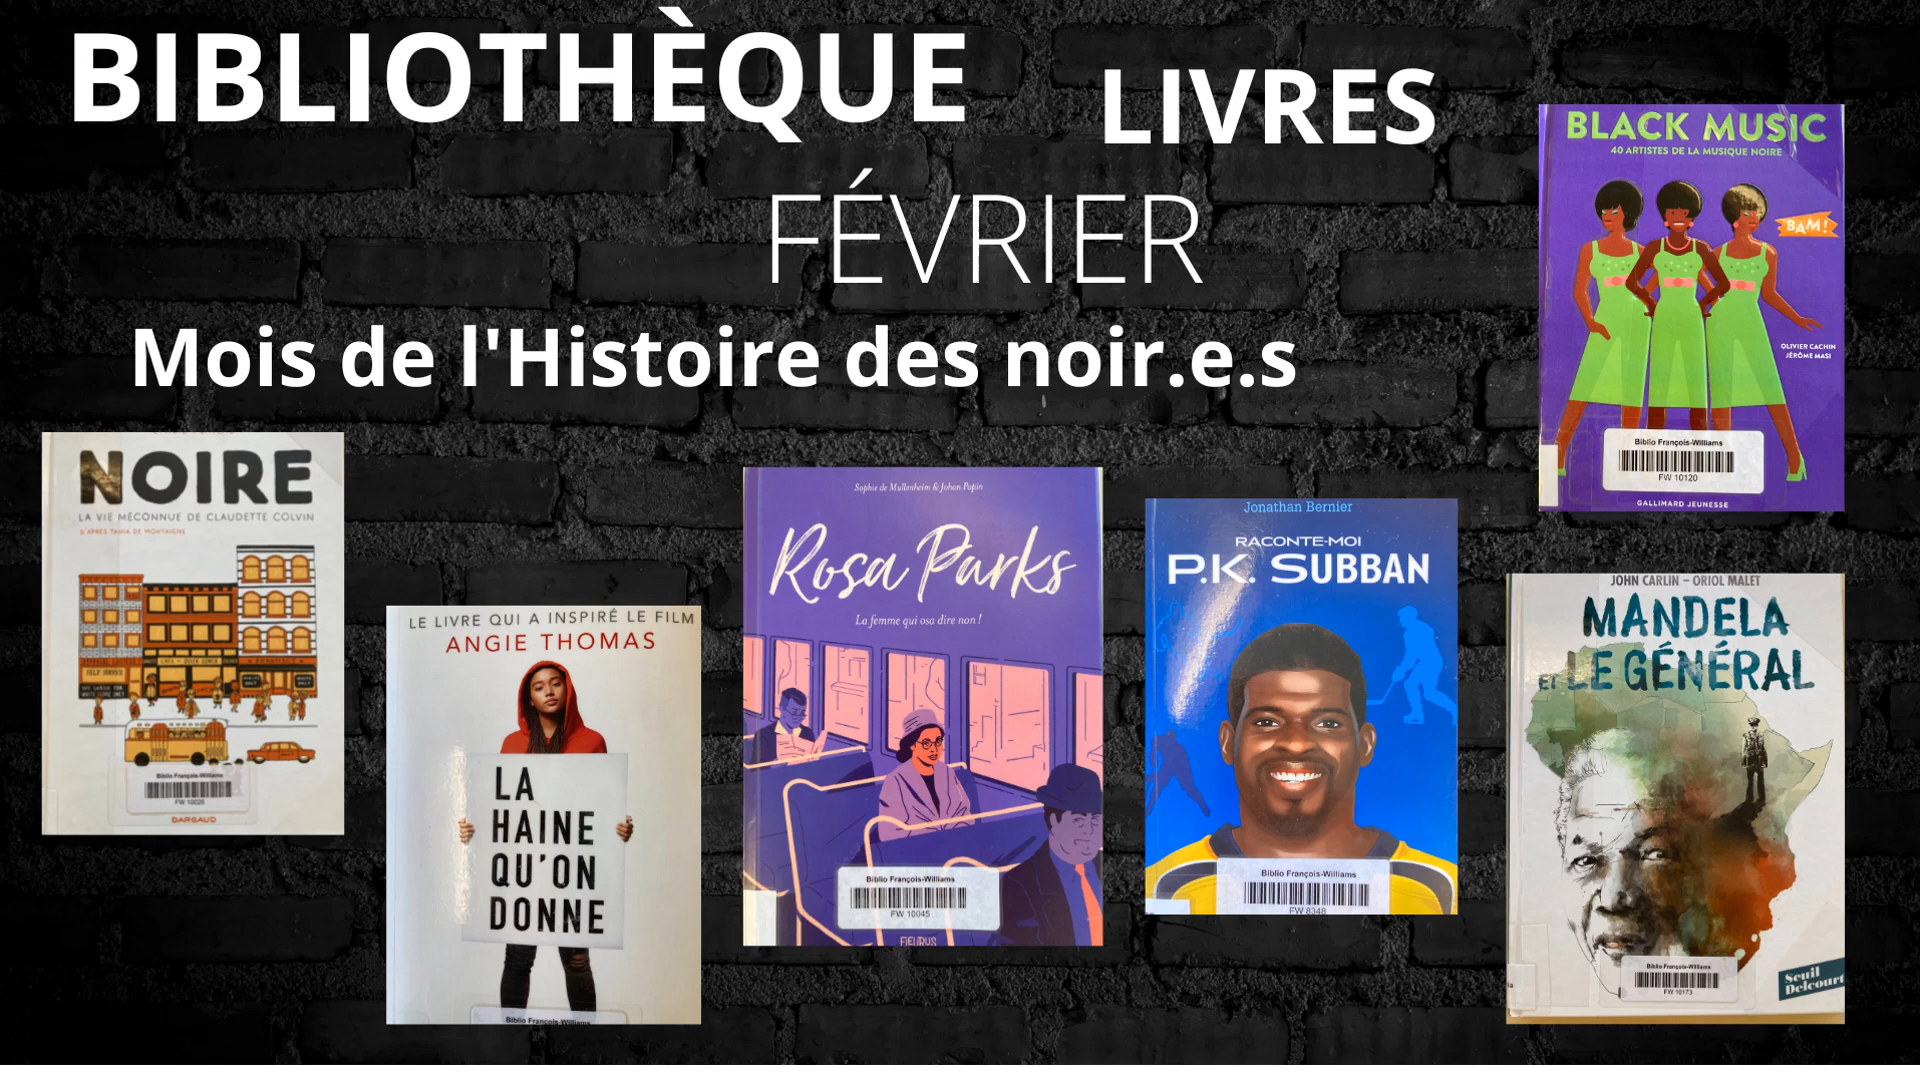 BIBLIOTHÈQUE
LIVRES
FÉVRIER
Mois de l'Histoire des noir.e.s
NOIRE
LA VIE MÉCONNUE DE CLAUDETTE COLVIN
D'APRÈS TANIA DE MONTAIGNE
Biblio François-Williams
FW 10026
DARGAUD
LE LIVRE QUI A INSPIRÉ LE FILM
ANGIE THOMAS
LA
HAINE
QU'ON
DONNE
Biblio François-Williams
Sophie de Mullenheim & Johan Papin
Rosa Parks
La femme qui osa dire non !
Biblio François-Williams
FW 10045
FLEURUS
Jonathan Bernier
RACONTE-MOI
P.K. SUBBAN
Biblio François-Williams
FW 8348
BLACK MUSIC
40 ARTISTES DE LA MUSIQUE NOIRE
BAM!
OLIVIER CACHIN
JÉRÔME MASI
Biblio François-Williams
FW 10120
GALLIMARD JEUNESSE
JOHN CARLIN – ORIOL MALET
MANDELA
ET LE GÉNÉRAL
Biblio François-Williams
FW 10173
Seuil
Delcourt